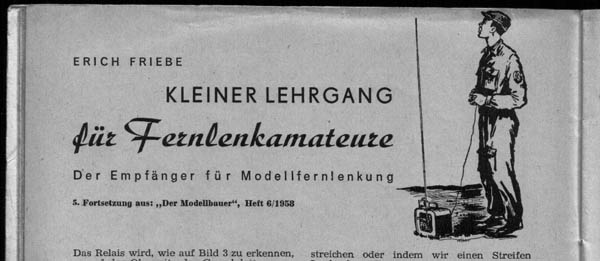 ERICH FRIEBE
KLEINER LEHRGANG
für Fernlenkamateure
Der Empfänger für Modellfernlenkung
5. Fortsetzung aus: „Der Modellbauer“, Heft 6/1958
Das Relais wird, wie auf Bild 3 zu erkennen,
streichen oder indem wir einen Streifen